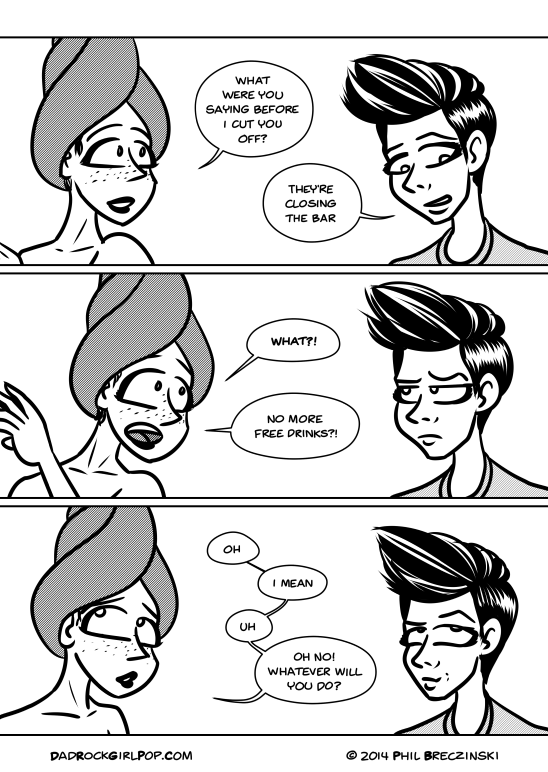 WHAT
WERE YOU
SAYING BEFORE
I CUT YOU
OFF?
THEY'RE
CLOSING
THE BAR
WHAT?!
NO MORE
FREE DRINKS?!
OH
I MEAN
UH
OH NO!
WHATEVER WILL
YOU DO?
DADROCKGIRLPOP.COM
© 2014 PHIL BRECZINSKI